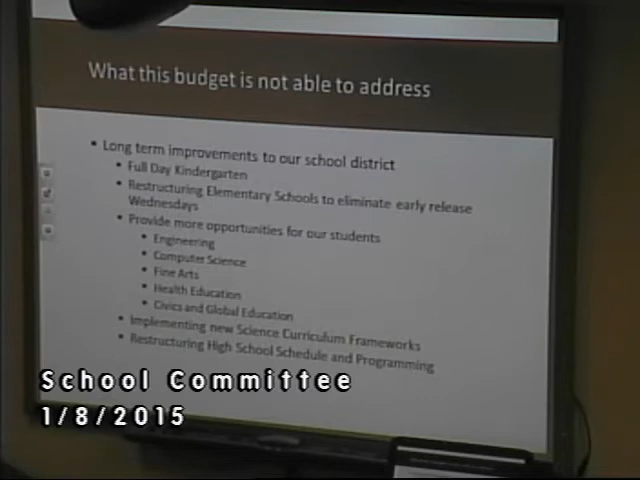 What this budget is not able to address
• Long term improvements to our school district
• Full Day Kindergarten
• Restructuring Elementary Schools to eliminate early release
Wednesdays
• Provide more opportunities for our students
• Engineering
• Computer Science
• Fine Arts
• Health Education
• Civics and Global Education
• Implementing new Science Curriculum Frameworks
• Restructuring High School Schedule and Programming
School Committee
1/8/2015